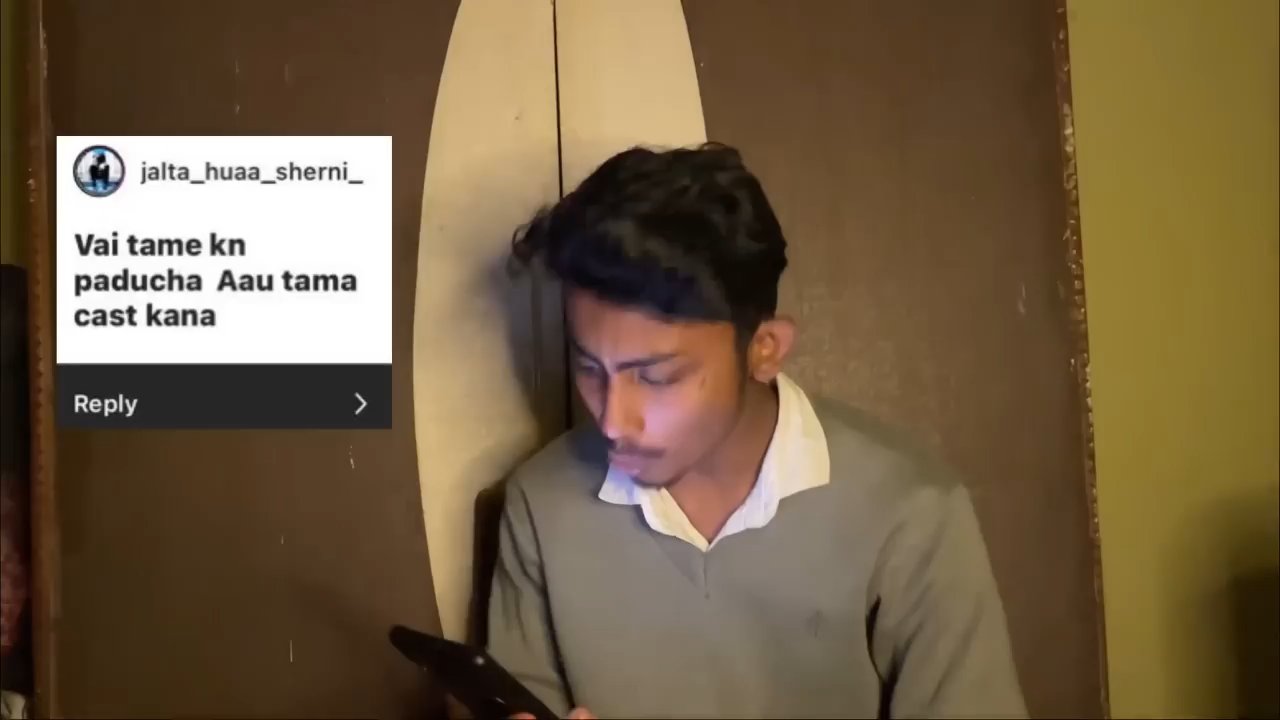 jalta_huaa_sherni_
Vai tame kn
paducha Aau tama
cast kana
Reply